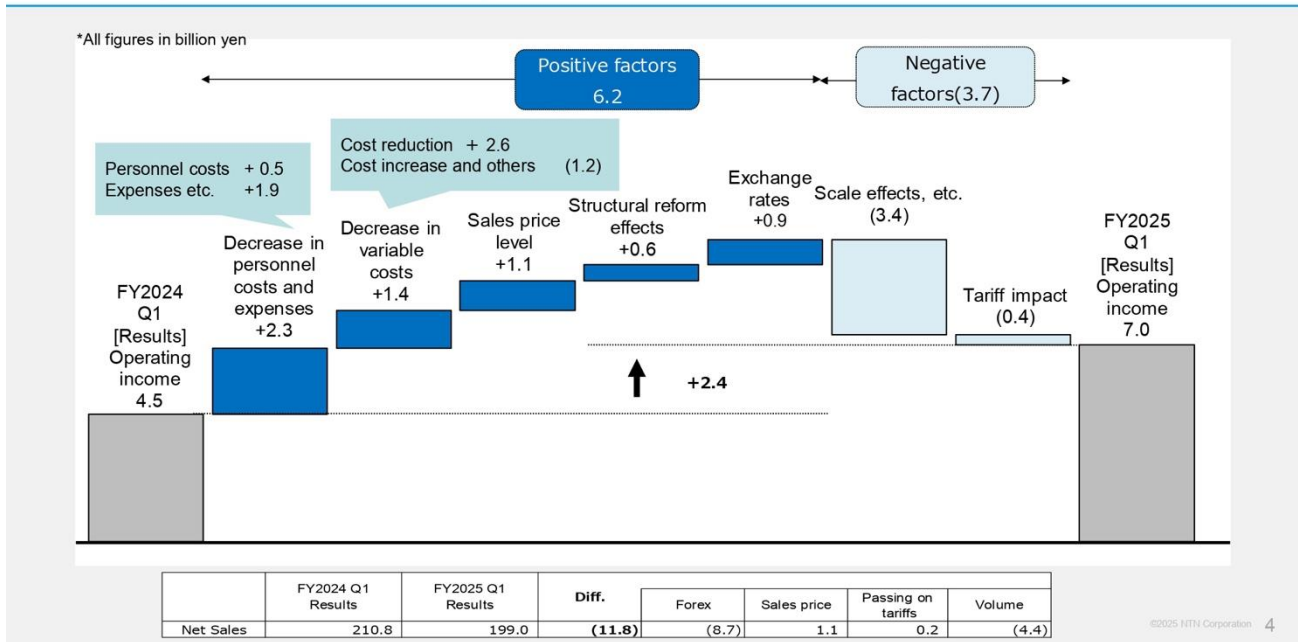 *All figures in billion yen
Positive factors
6.2
Negative
factors(3.7)
Personnel costs + 0.5
Expenses etc. +1.9
Cost reduction + 2.6
Cost increase and others (1.2)
FY2024
Q1
[Results]
Operating
income
4.5
Decrease in
personnel
costs and
expenses
+2.3
Decrease in
variable
costs
+1.4
Sales price
level
+1.1
Structural reform
effects
+0.6
Exchange
rates
+0.9
Scale effects, etc.
(3.4)
Tariff impact
(0.4)
FY2025
Q1
[Results]
Operating
income
7.0
+2.4
FY2024 Q1
Results
FY2025 Q1
Results
Diff.
Forex
Sales price
Passing on
tariffs
Volume
Net Sales 210.8 199.0 (11.8) (8.7) 1.1 0.2 (4.4)
©2025 NTN Corporation 4